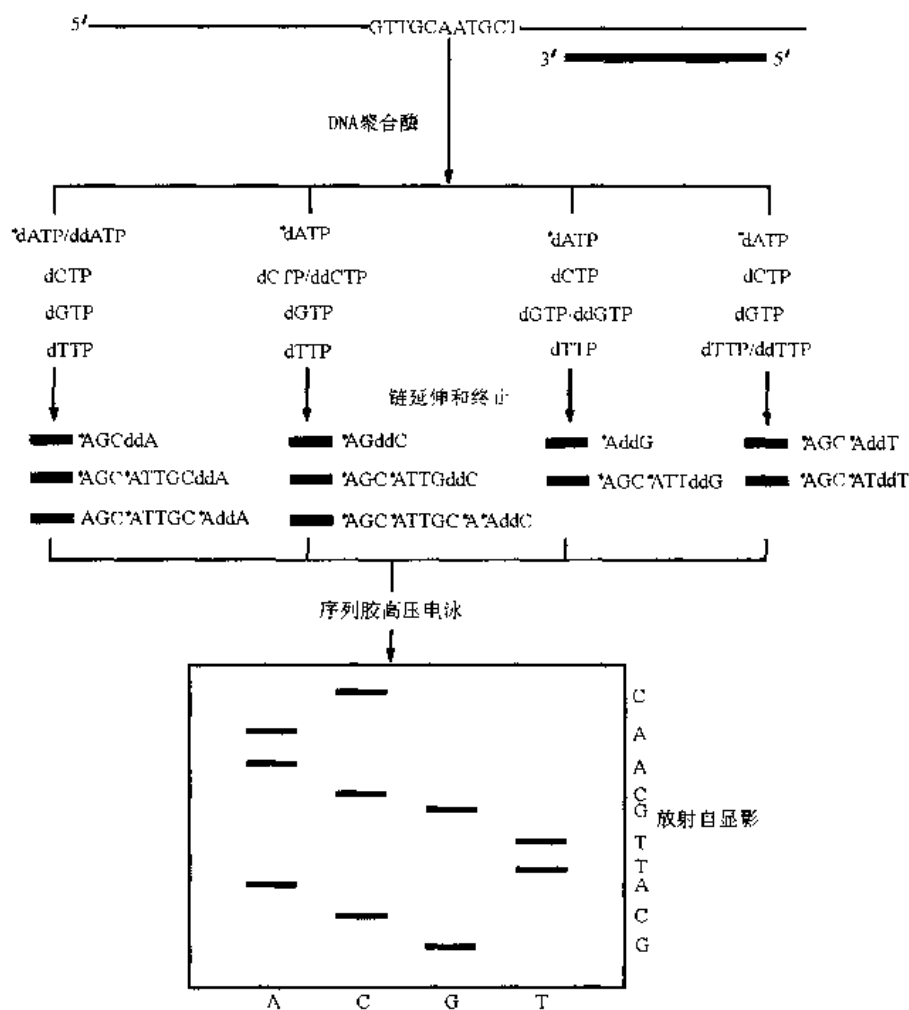 5' GTTGCAATGCT
3' 5'
DNA聚合酶
*dATP/ddATP *dATP *dATP *dATP
dCTP dCTP/ddCTP dCTP dCTP
dGTP dGTP dGTP·ddGTP dGTP
dTTP dTTP dTTP dTTP/ddTTP
链延伸和终止
*AGCddA *AGddC *AddG *AGC*AddT
*AGC*ATTGCddA *AGC*ATTGddC *AGC*ATTddG *AGC*ATddT
AGC*ATTGC*AddA *AGC*ATTGC*A*AddC
序列胶高压电泳
C
A
A
C
G
放射自显影
T
T
A
C
G
A C G T